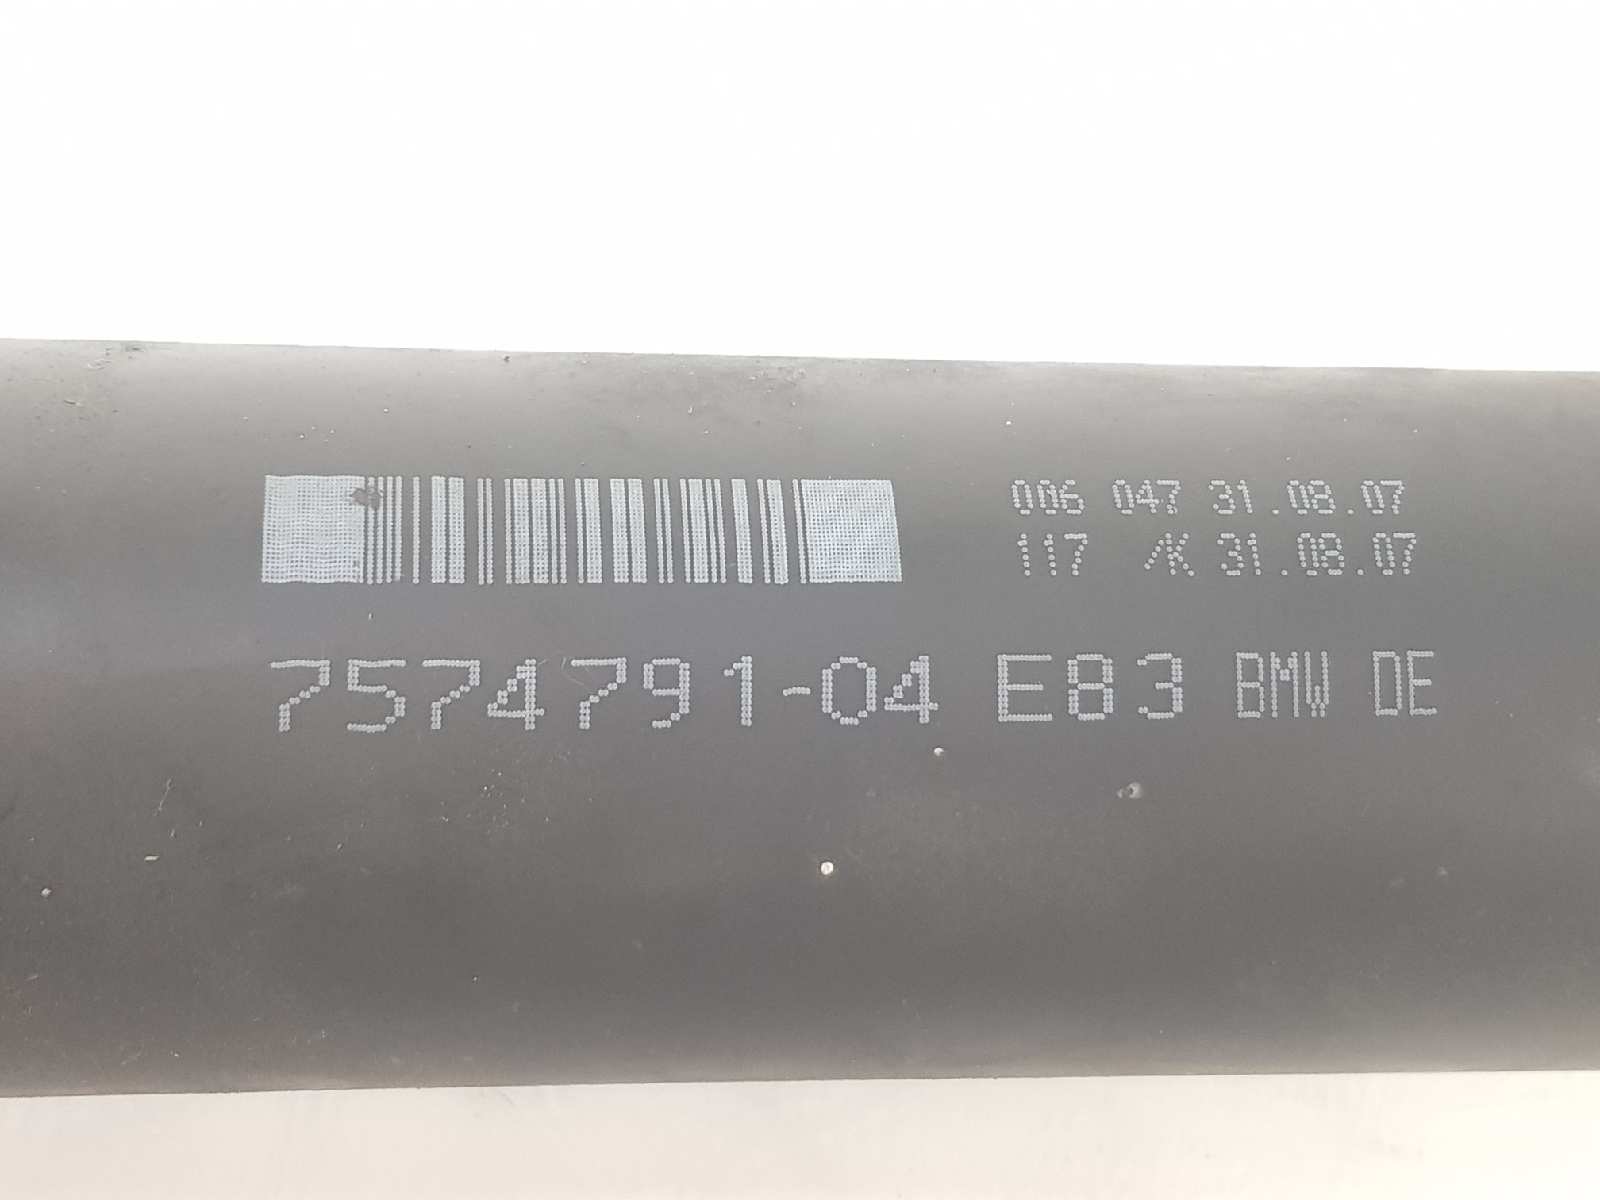 006 047 31.08.07
117 /K 31.08.07
7574791-04 E83 BMW DE